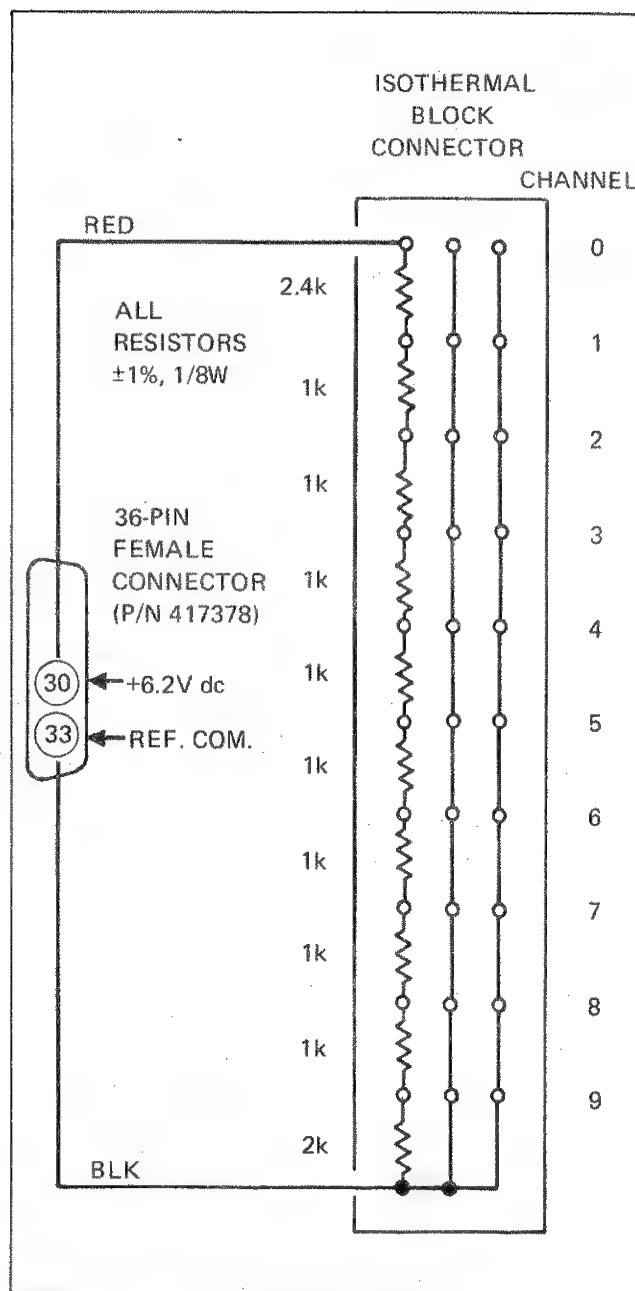 ISOTHERMAL
BLOCK
CONNECTOR
CHANNEL
RED
0
2.4k
ALL
RESISTORS
±1%, 1/8W
1
1k
2
1k
36-PIN
FEMALE
CONNECTOR
(P/N 417378)
3
1k
4
1k
30
+6.2V dc
33
REF. COM.
5
1k
6
1k
7
1k
8
1k
9
2k
BLK